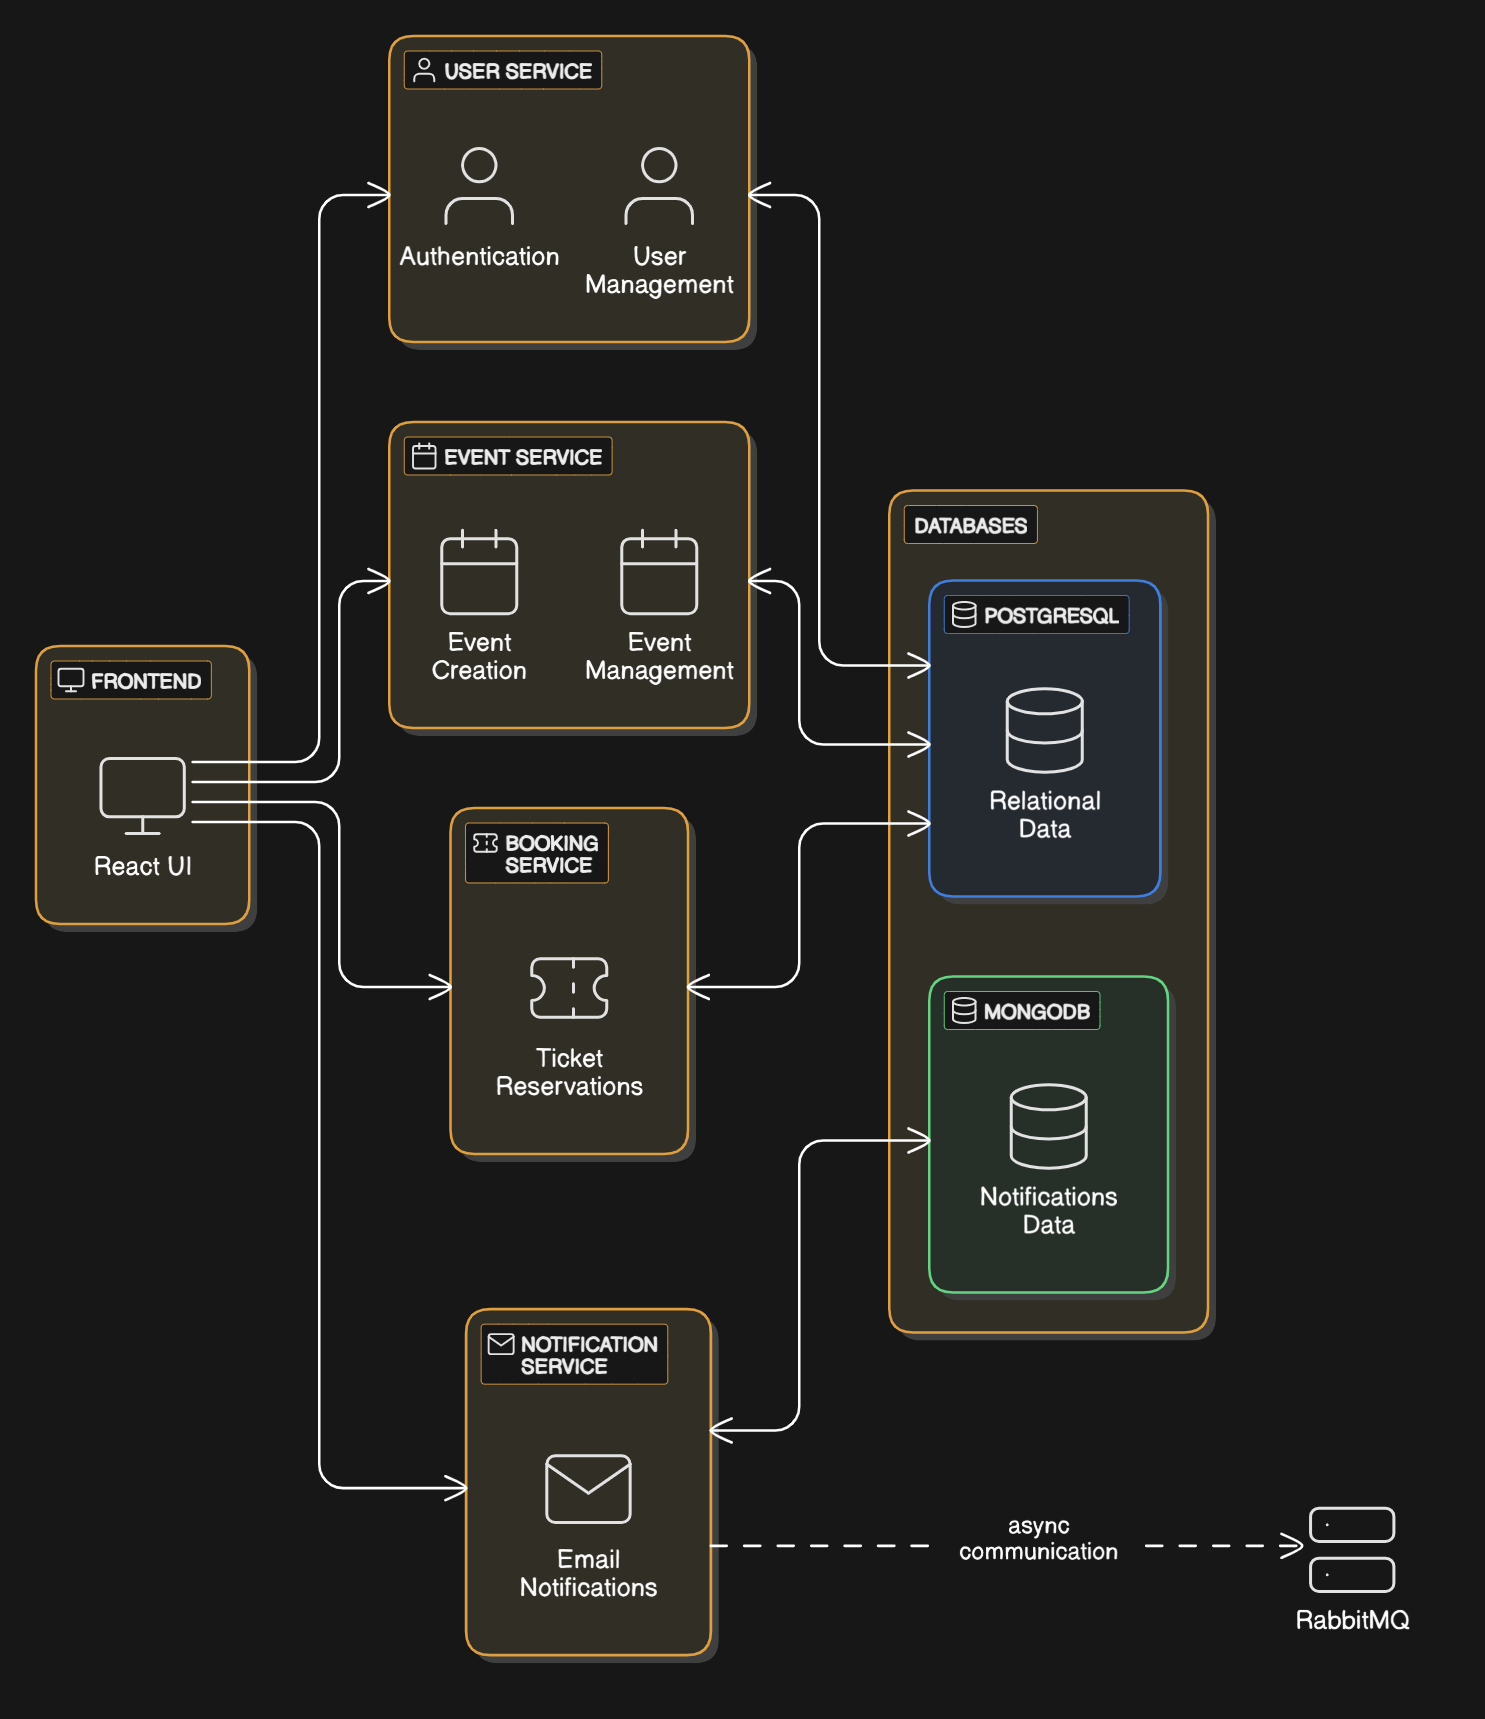 USER SERVICE
Authentication
User
Management
EVENT SERVICE
Event
Creation
Event
Management
DATABASES
POSTGRESQL
Relational
Data
FRONTEND
React UI
BOOKING
SERVICE
Ticket
Reservations
MONGODB
Notifications
Data
NOTIFICATION
SERVICE
Email
Notifications
async
communication
RabbitMQ